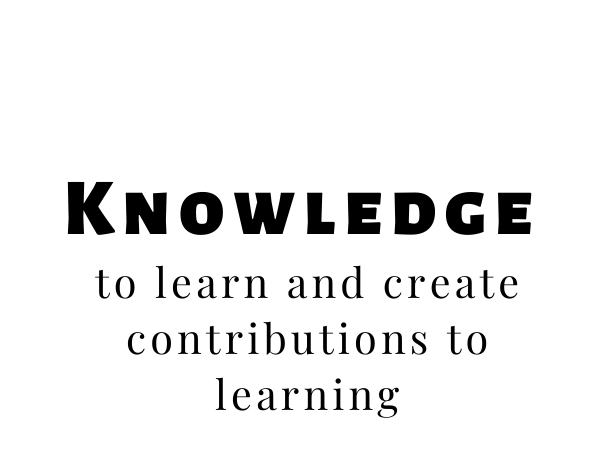 Knowledge
to learn and create
contributions to
learning